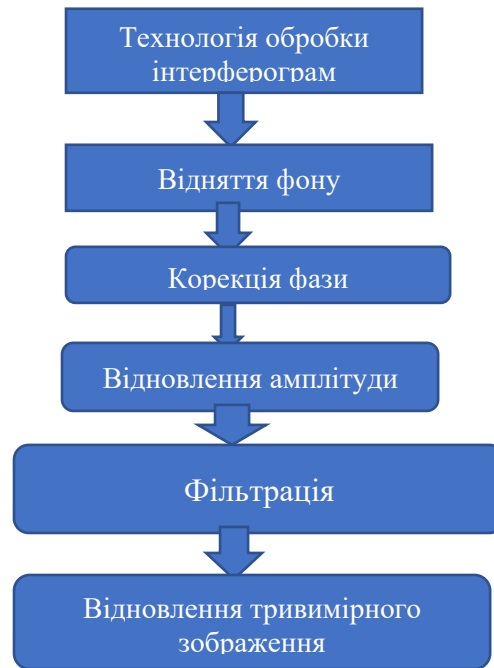 Технологія обробки
інтерферограм
Відняття фону
Корекція фази
Відновлення амплітуди
Фільтрація
Відновлення тривимірного
зображення